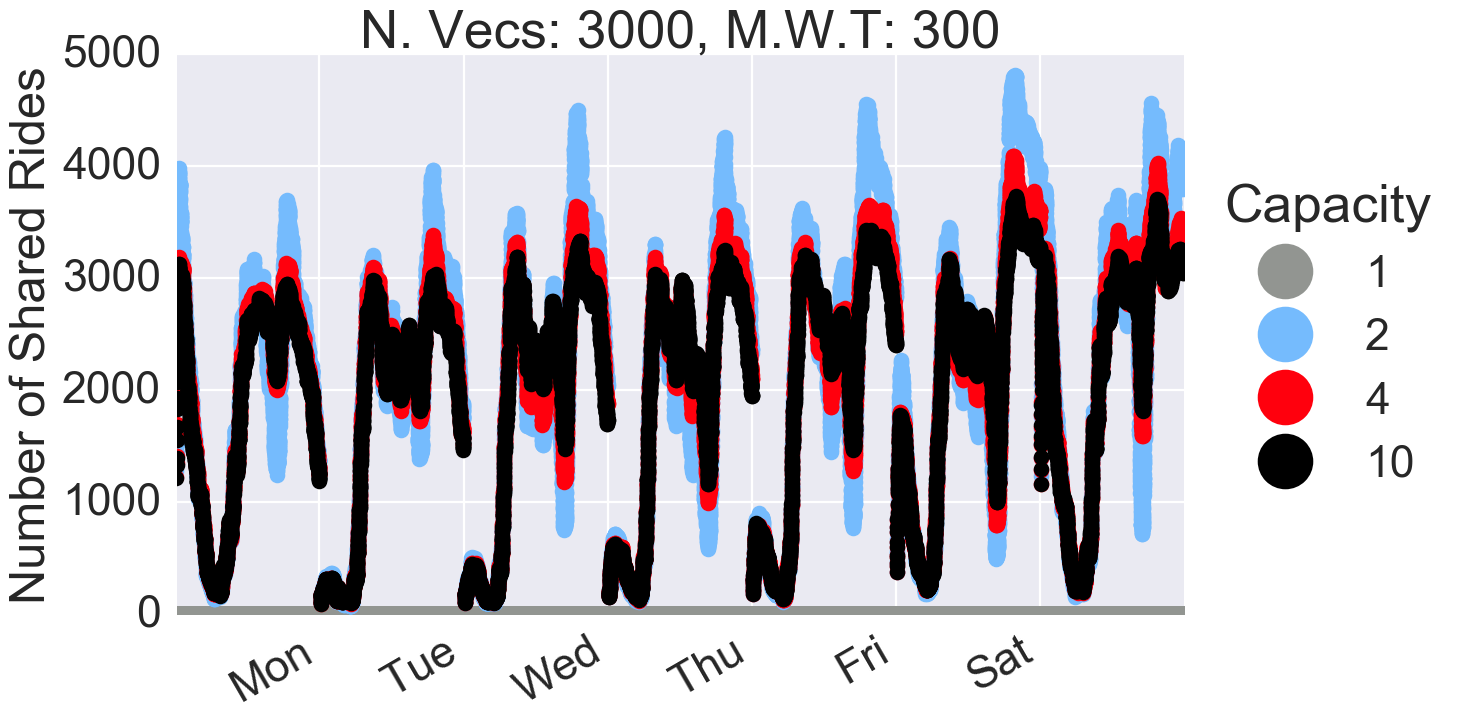 N. Vecs: 3000, M.W.T: 300
Number of Shared Rides
5000
4000
3000
2000
1000
0
Mon
Tue
Wed
Thu
Fri
Sat
Capacity
1
2
4
10